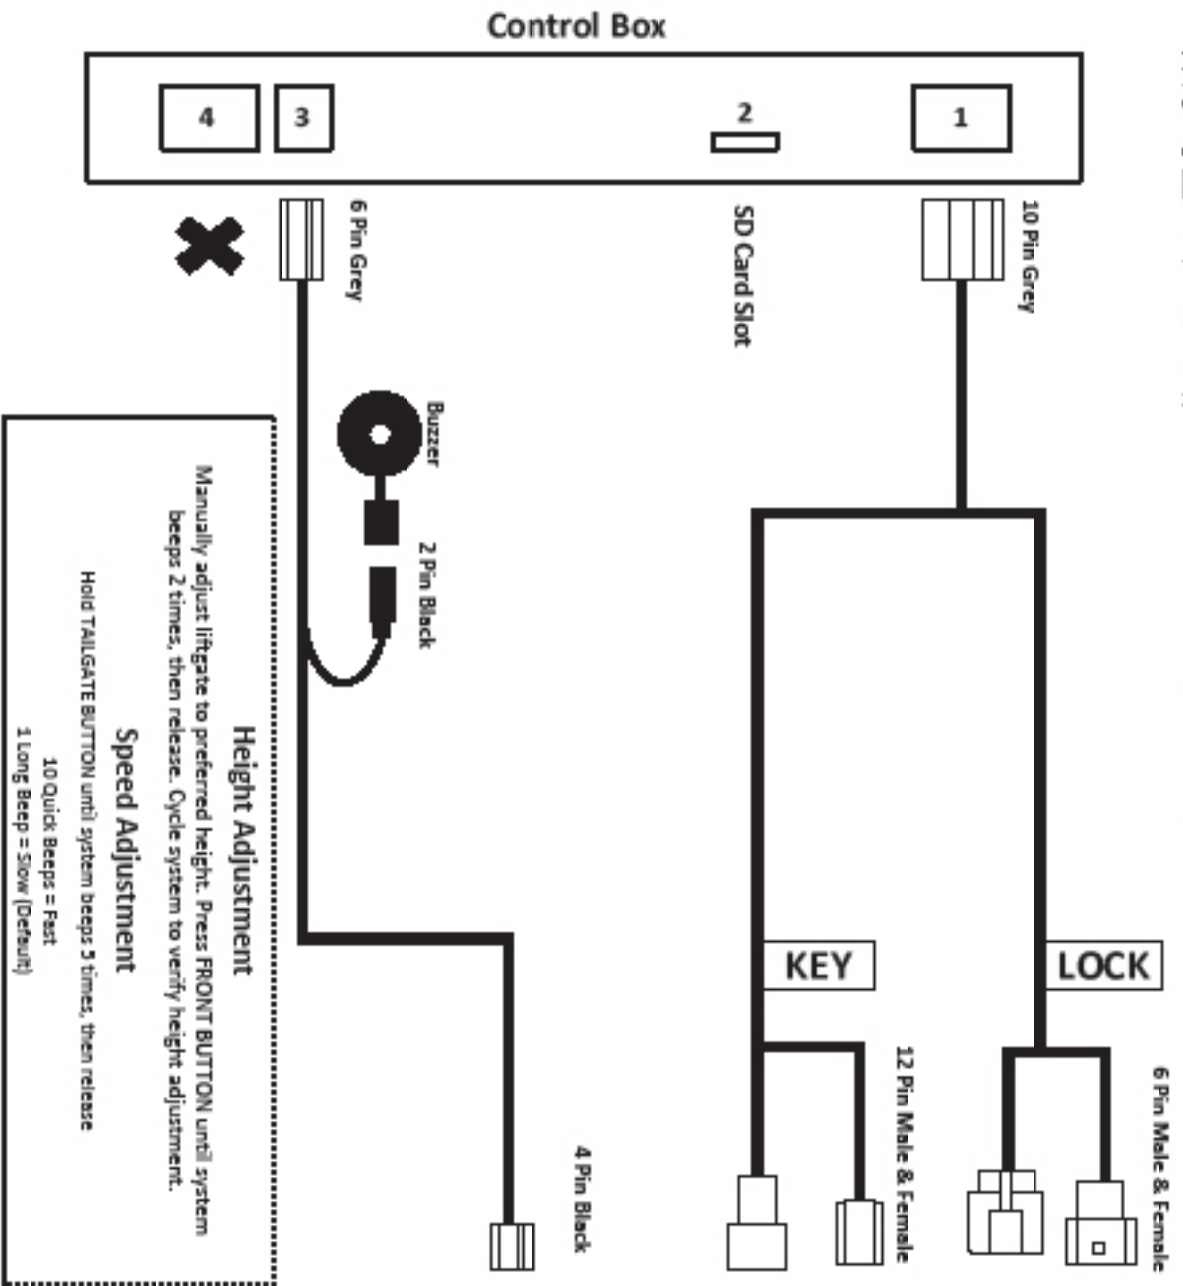 Control Box
4
3
2
1
6 Pin Grey
SD Card Slot
10 Pin Grey
Buzzer
2 Pin Black
KEY
LOCK
12 Pin Male & Female
6 Pin Male & Female
4 Pin Black
Height Adjustment
Manually adjust liftgate to preferred height. Press FRONT BUTTON until system
beeps 2 times, then release. Cycle system to verify height adjustment.
Speed Adjustment
Hold TAILGATE BUTTON until system beeps 5 times, then release
10 Quick Beeps = Fast
1 Long Beep = Slow (Default)